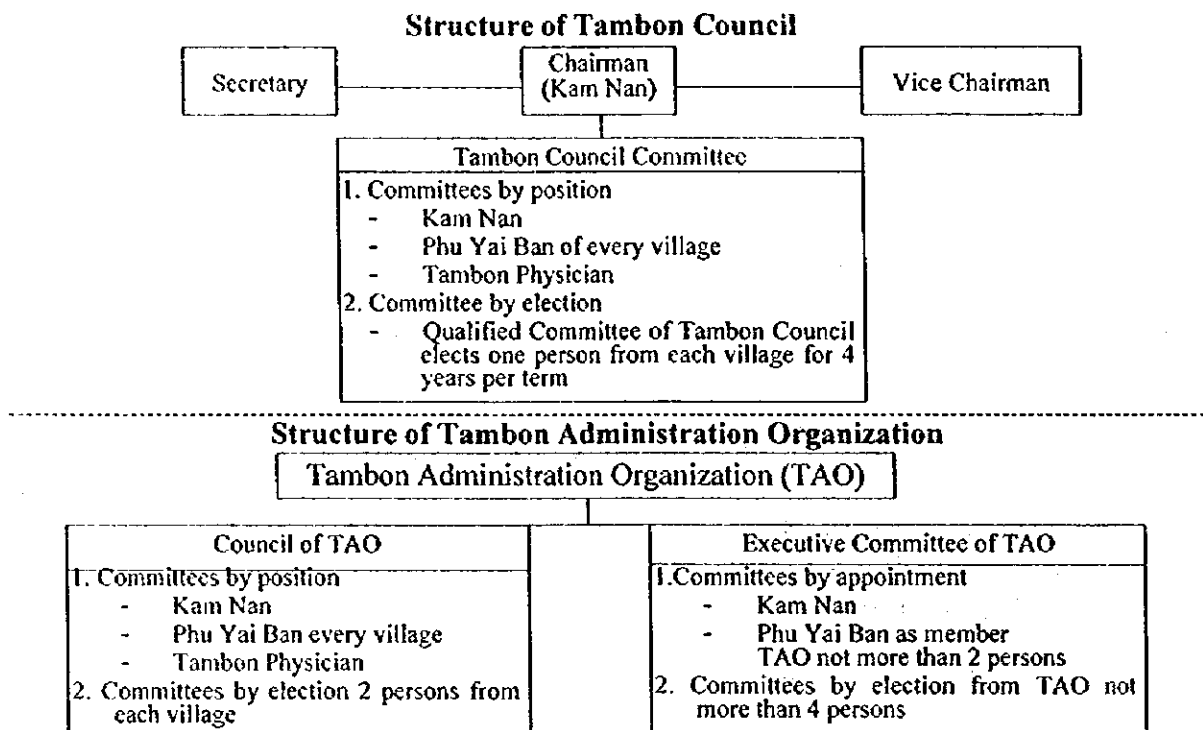 Structure of Tambon Council
Secretary
Chairman
(Kam Nan)
Vice Chairman
Tambon Council Committee
1. Committees by position
- Kam Nan
- Phu Yai Ban of every village
- Tambon Physician
2. Committee by election
- Qualified Committee of Tambon Council
elects one person from each village for 4
years per term
Structure of Tambon Administration Organization
Tambon Administration Organization (TAO)
Council of TAO
1. Committees by position
- Kam Nan
- Phu Yai Ban every village
- Tambon Physician
2. Committees by election 2 persons from
each village
Executive Committee of TAO
1.Committees by appointment
- Kam Nan
- Phu Yai Ban as member
TAO not more than 2 persons
2. Committees by election from TAO not
more than 4 persons